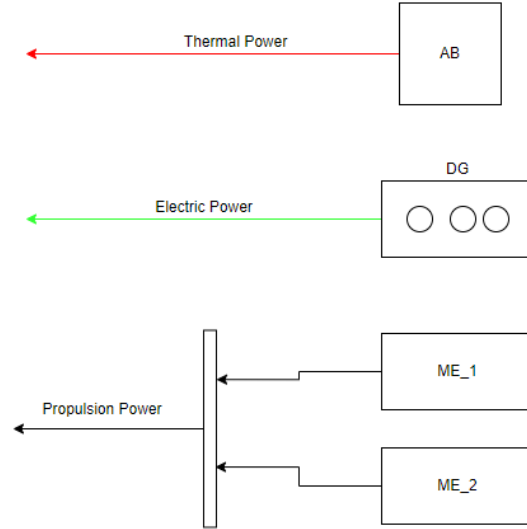 Thermal Power
AB
DG
Electric Power
ME_1
Propulsion Power
ME_2